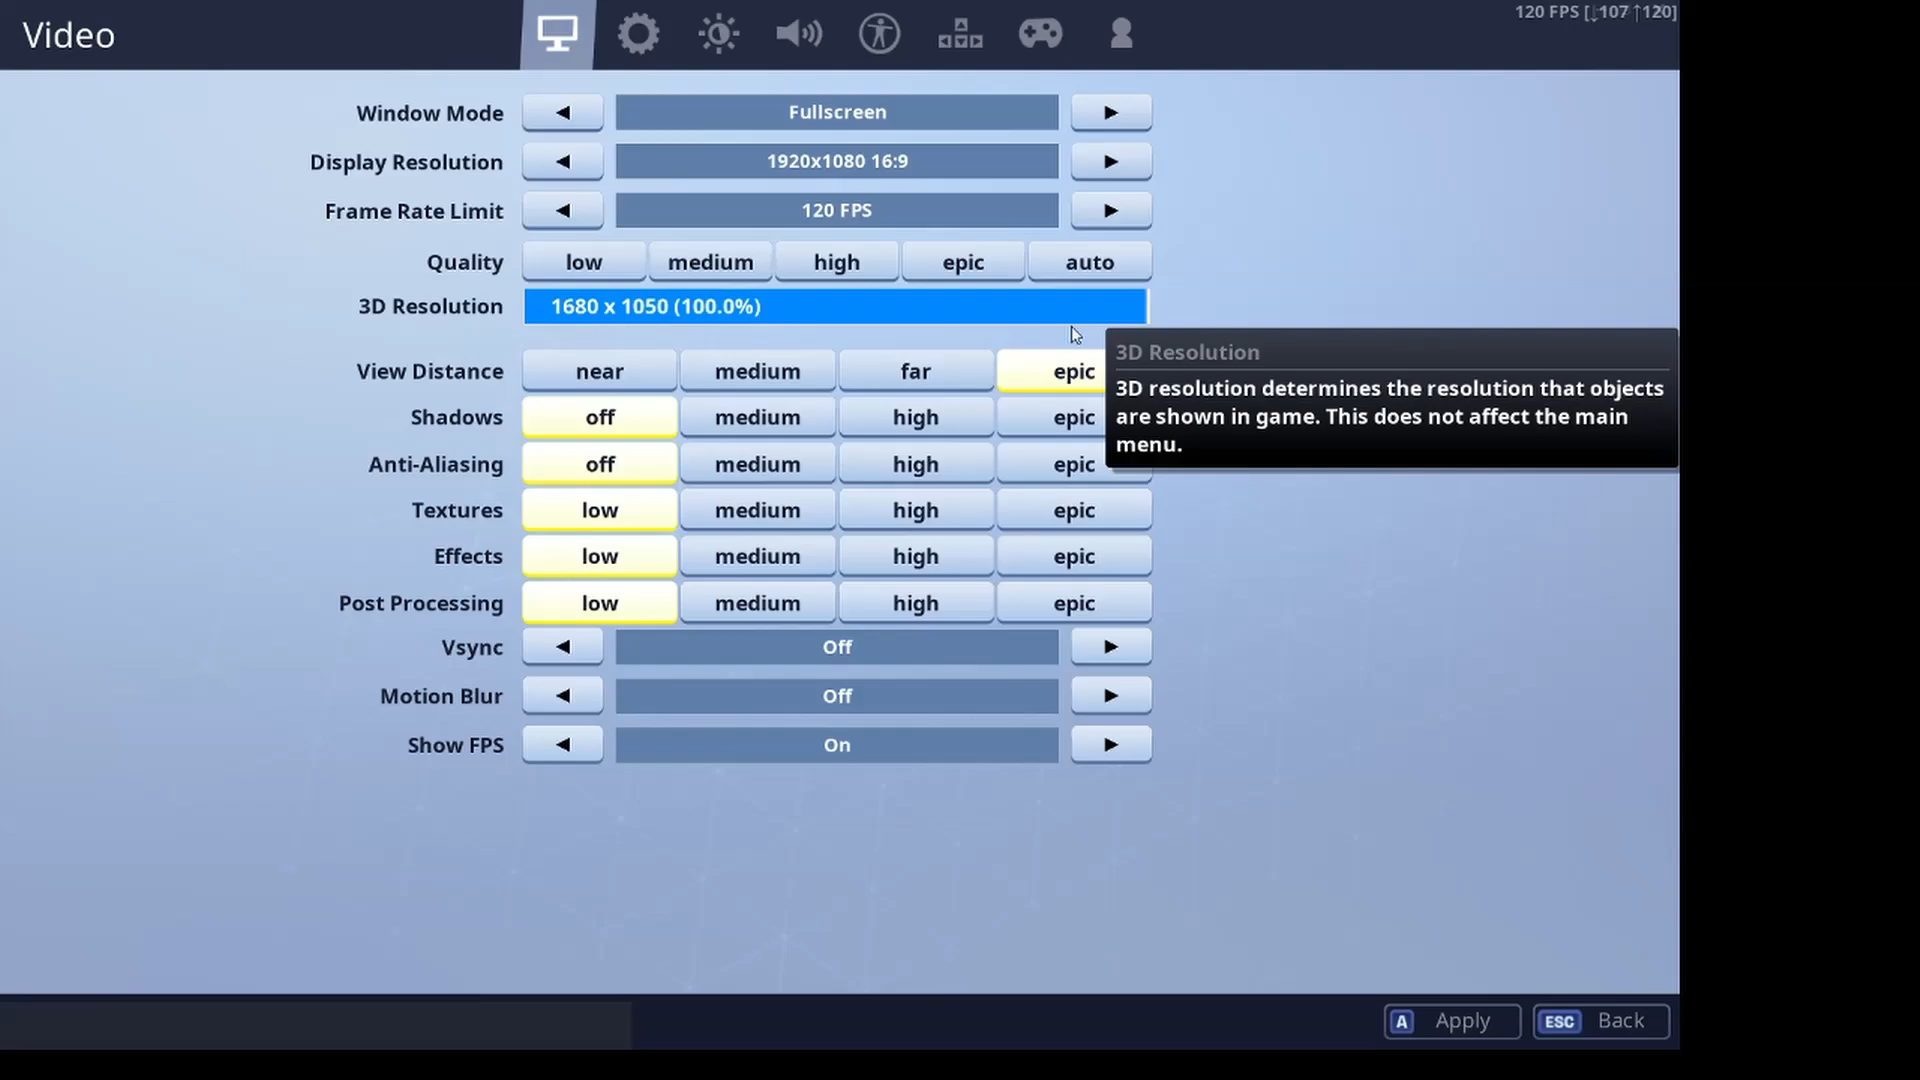 Video
120 FPS [↓107 ↑120]
Window Mode ◀ Fullscreen ▶
Display Resolution ◀ 1920x1080 16:9 ▶
Frame Rate Limit ◀ 120 FPS ▶
Quality low medium high epic auto
3D Resolution 1680 x 1050 (100.0%)
3D Resolution
3D resolution determines the resolution that objects
are shown in game. This does not affect the main
menu.
View Distance near medium far epic
Shadows off medium high epic
Anti-Aliasing off medium high epic
Textures low medium high epic
Effects low medium high epic
Post Processing low medium high epic
Vsync ◀ Off ▶
Motion Blur ◀ Off ▶
Show FPS ◀ On ▶
A Apply ESC Back